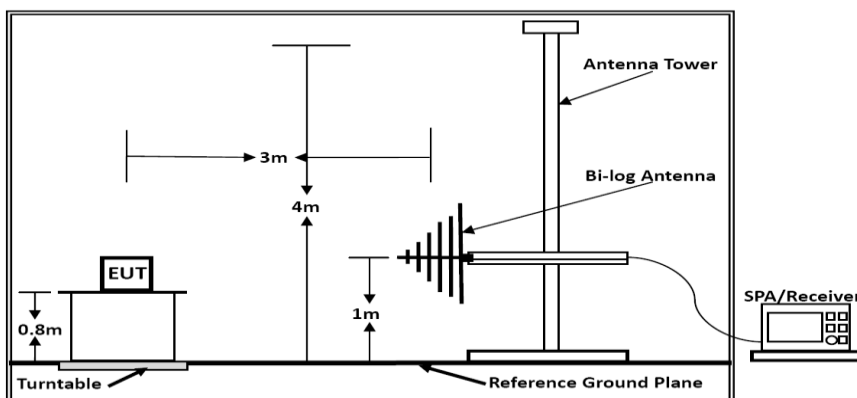 Antenna Tower
3m
Bi-log Antenna
4m
EUT
SPA/Receiver
0.8m
1m
Turntable
Reference Ground Plane